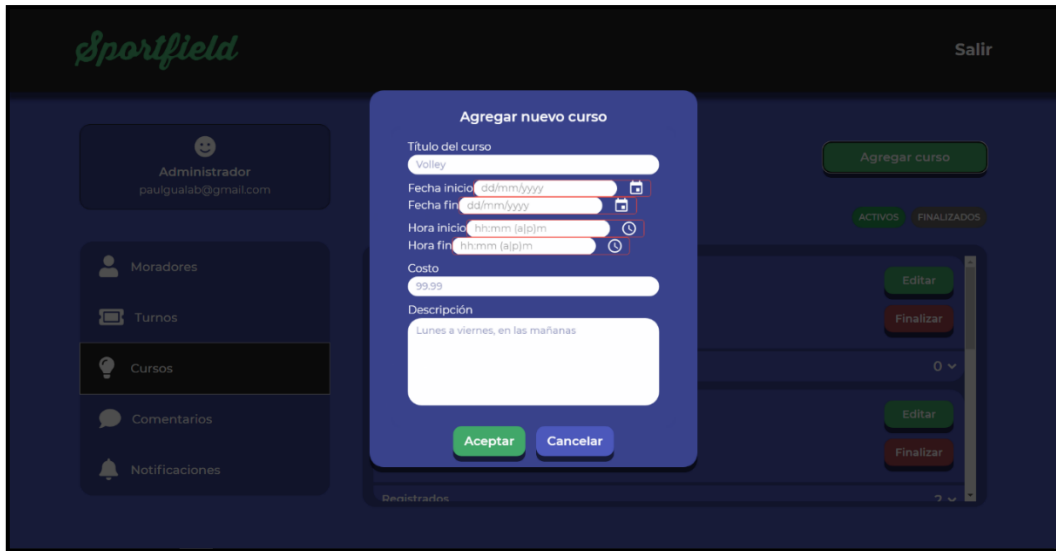 Sportfield
Salir
Administrador
paulgualab@gmail.com
Moradores
Turnos
Cursos
Comentarios
Notificaciones
Agregar nuevo curso
Título del curso
Volley
Fecha inicio dd/mm/yyyy
Fecha fin dd/mm/yyyy
Hora inicio hh:mm (a|p)m
Hora fin hh:mm (a|p)m
Costo
99.99
Descripción
Lunes a viernes, en las mañanas
Aceptar Cancelar
Agregar curso
ACTIVOS FINALIZADOS
Editar
Finalizar
0
Editar
Finalizar
Registrados 2